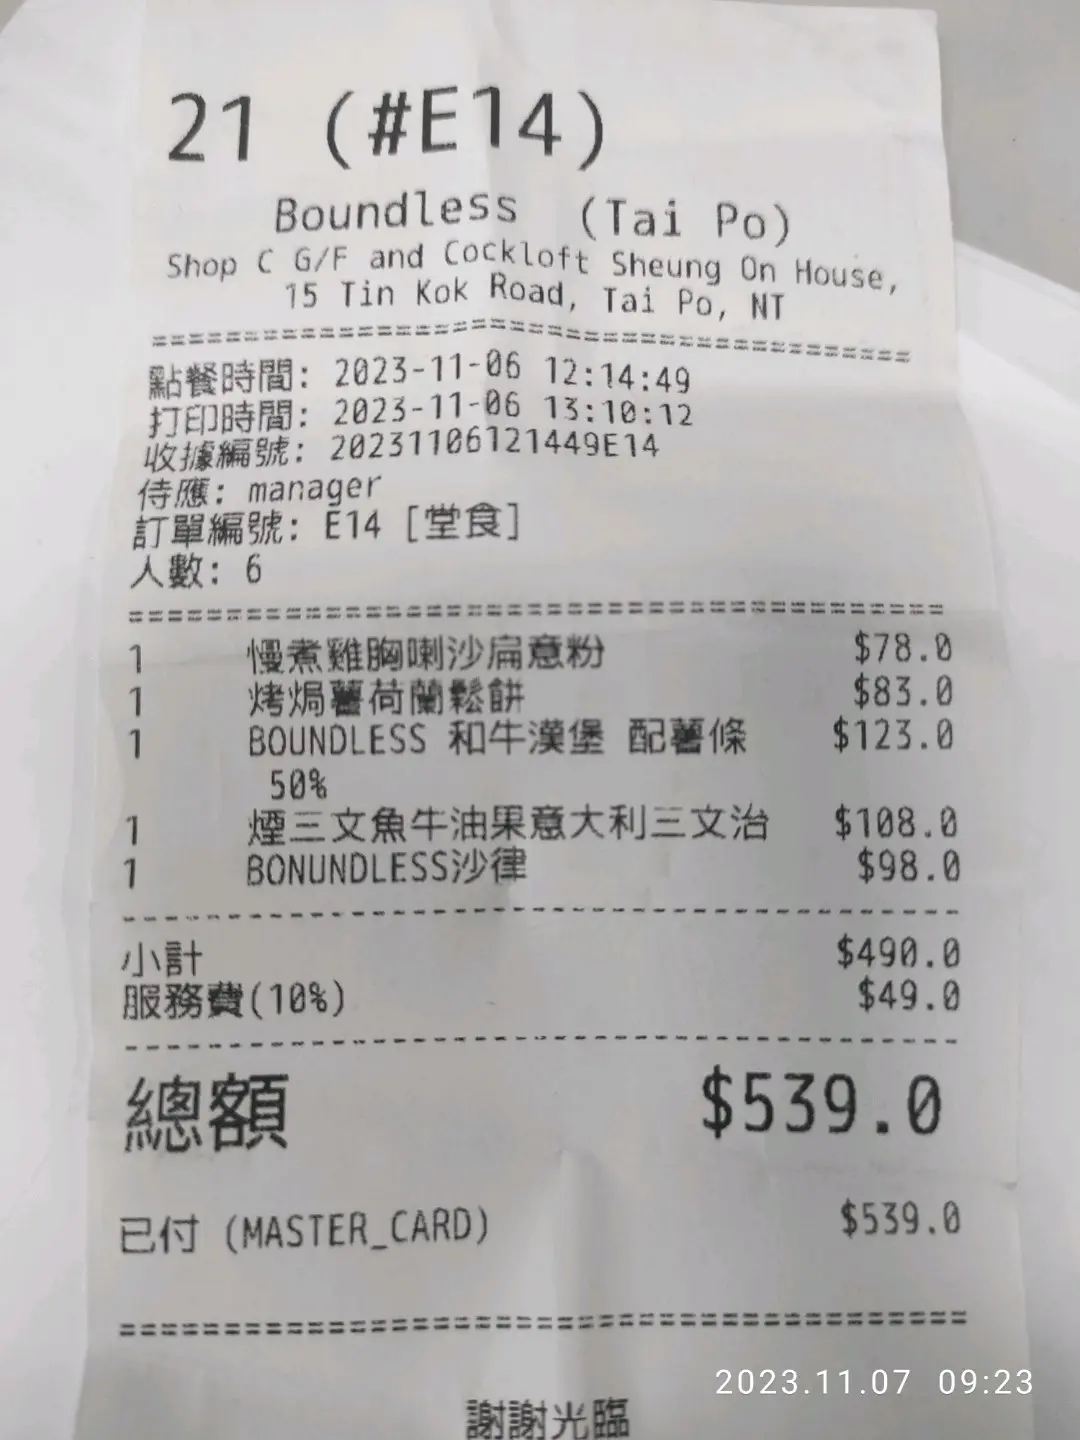 21 (#E14)
Boundless (Tai Po)
Shop C G/F and Cockloft Sheung On House,
15 Tin Kok Road, Tai Po, NT
點餐時間: 2023-11-06 12:14:49
打印時間: 2023-11-06 13:10:12
收據編號: 20231106121449E14
侍應: manager
訂單編號: E14 [堂食]
人數: 6
1 慢煮雞胸喇沙扁意粉 $78.0
1 烤焗薯荷蘭鬆餅 $83.0
1 BOUNDLESS 和牛漢堡 配薯條 $123.0
50%
1 煙三文魚牛油果意大利三文治 $108.0
1 BONUNDLESS沙律 $98.0
小計 $490.0
服務費(10%) $49.0
總額 $539.0
已付 (MASTER_CARD) $539.0
謝謝光臨
2023.11.07 09:23